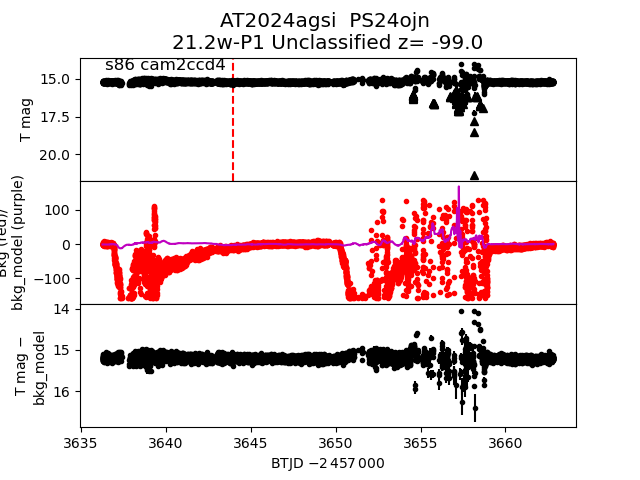 AT2024agsi  PS24ojn
21.2w-P1 Unclassified z= -99.0
s86 cam2ccd4
T mag
15.0
17.5
20.0
Bkg (red)/
bkg_model (purple)
100
0
−100
T mag −
bkg_model
14
15
16
3635
3640
3645
3650
3655
3660
BTJD −2 457 000